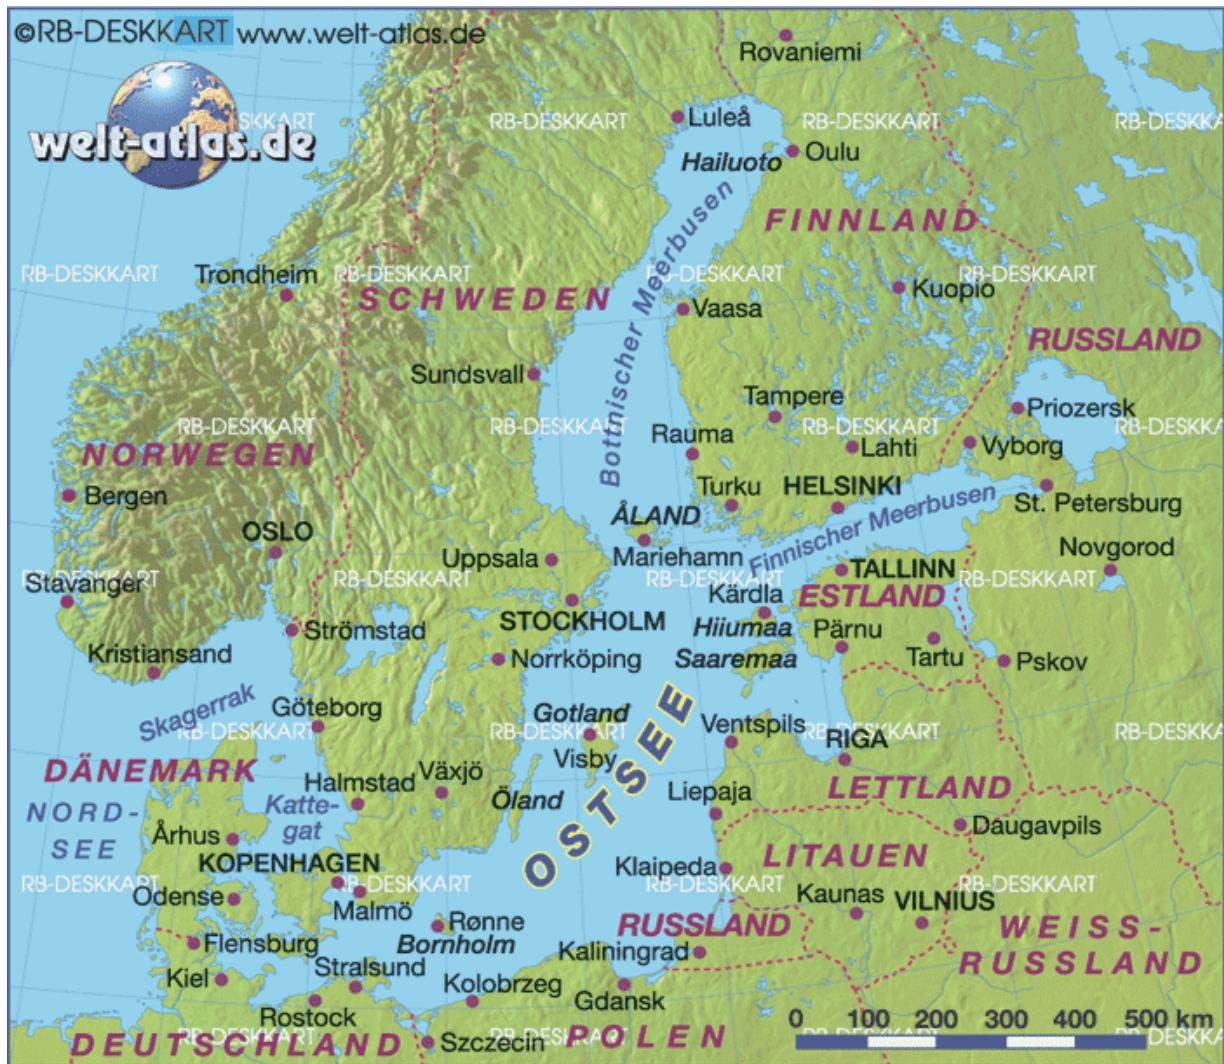 ©RB-DESKKART www.welt-atlas.de
Rovaniemi
SKKART
RB-DESKKART
RB-DESKKART
RB-DESKKA
welt-atlas.de
Luleå
Hailuoto
Oulu
FINNLAND
RB-DESKKART
Trondheim
RB-DESKKART
RB-DESKKART
RB-DESKKART
SCHWEDEN
Kuopio
Vaasa
Bottnischer Meerbusen
RUSSLAND
Sundsvall
Tampere
Priozersk
RB-DESKKART
RB-DESKKART
RB-DESKKART
RB-DESKKA
Rauma
Lahti
Vyborg
NORWEGEN
Bergen
Turku
HELSINKI
St. Petersburg
ÅLAND
Finnischer Meerbusen
OSLO
Uppsala
Mariehamn
Novgorod
TALLINN
Stavanger
RB-DESKKART
RB-DESKKART
RB-DESKKART
RB-DESKKART
Kärdla
ESTLAND
STOCKHOLM
Hiiumaa
Pärnu
Strömstad
Kristiansand
Norrköping
Saaremaa
Tartu
Pskov
Skagerrak
Göteborg
Gotland
Ventspils
RB-DESKKART
RB-DESKKART
RB-DESKKART
RB-DESKKA
RIGA
Visby
OSTSEE
DÄNEMARK
Halmstad
Växjö
Öland
Liepaja
LETTLAND
NORD-
SEE
Katte-
gat
Århus
Daugavpils
KOPENHAGEN
Klaipeda
LITAUEN
RB-DESKKART
RB-DESKKART
RB-DESKKART
RB-DESKKART
Odense
Malmö
Kaunas
VILNIUS
Rønne
Bornholm
RUSSLAND
WEISS-
RUSSLAND
Flensburg
Kaliningrad
Kiel
Stralsund
Kolobrzeg
Gdansk
Rostock
0 100 200 300 400 500 km
DEUTSCHLAND
Szczecin
POLEN
RB-DESKKART
RB-DESKKART
RB-DESKKART
DESKKA